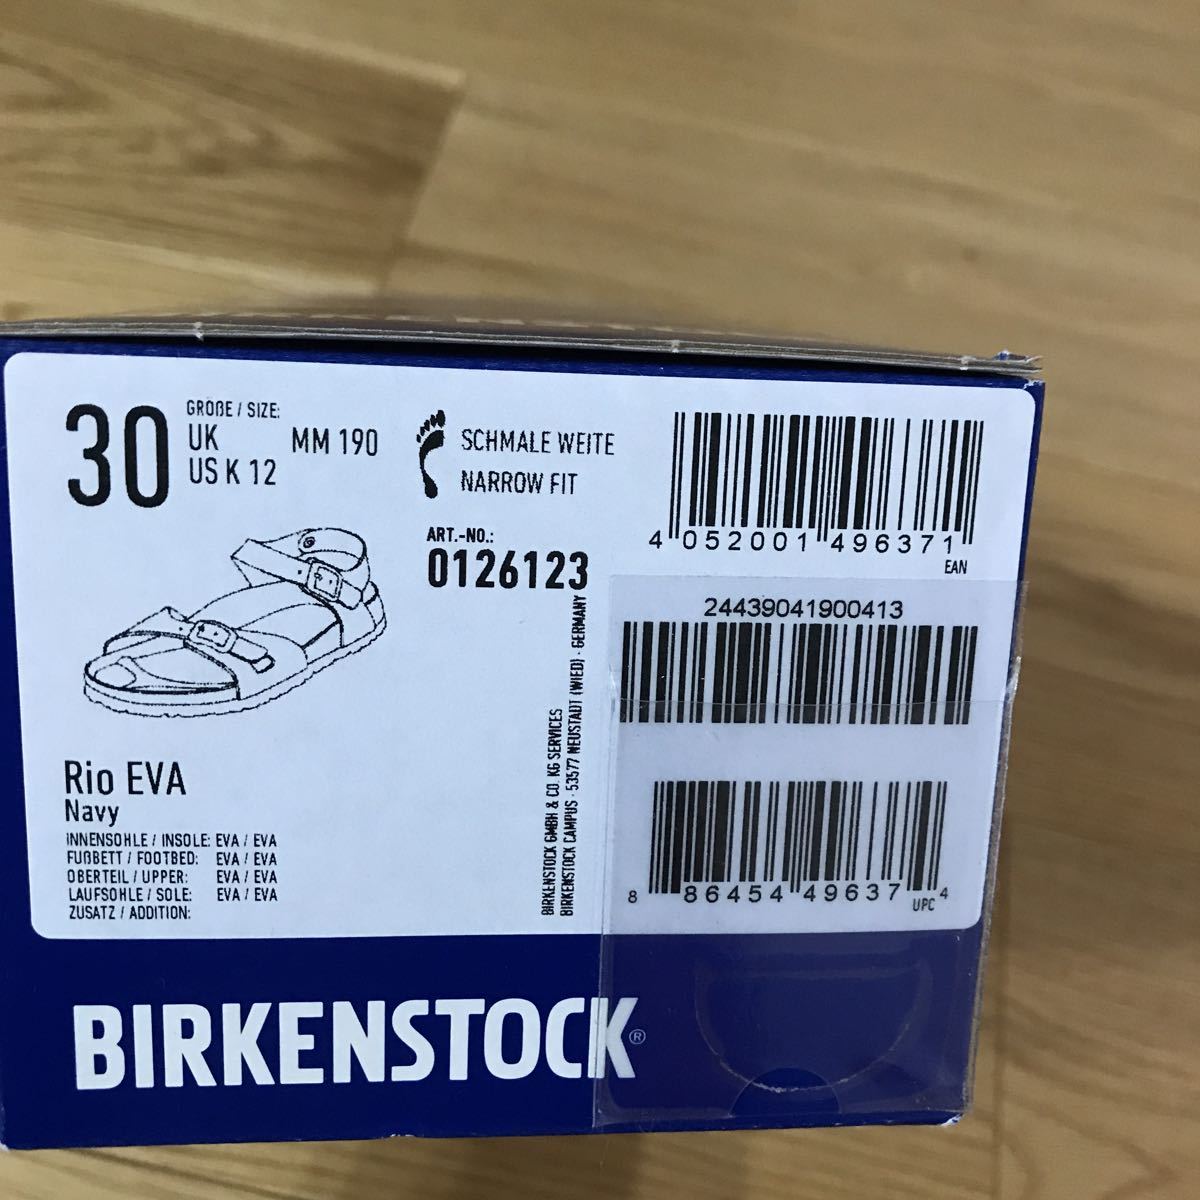 30
GRÖßE / SIZE:
UK
US K 12
MM 190
SCHMALE WEITE
NARROW FIT
ART.-NO.:
0126123
4 052001 496371
EAN
24439041900413
8 86454 49637 4
UPC
Rio EVA
Navy
INNENSOHLE / INSOLE: EVA / EVA
FUßBETT / FOOTBED: EVA / EVA
OBERTEIL / UPPER: EVA / EVA
LAUFSOHLE / SOLE: EVA / EVA
ZUSATZ / ADDITION:
BIRKENSTOCK GMBH & CO. KG SERVICES
BIRKENSTOCK CAMPUS · 53577 NEUSTADT (WIED) · GERMANY
BIRKENSTOCK®